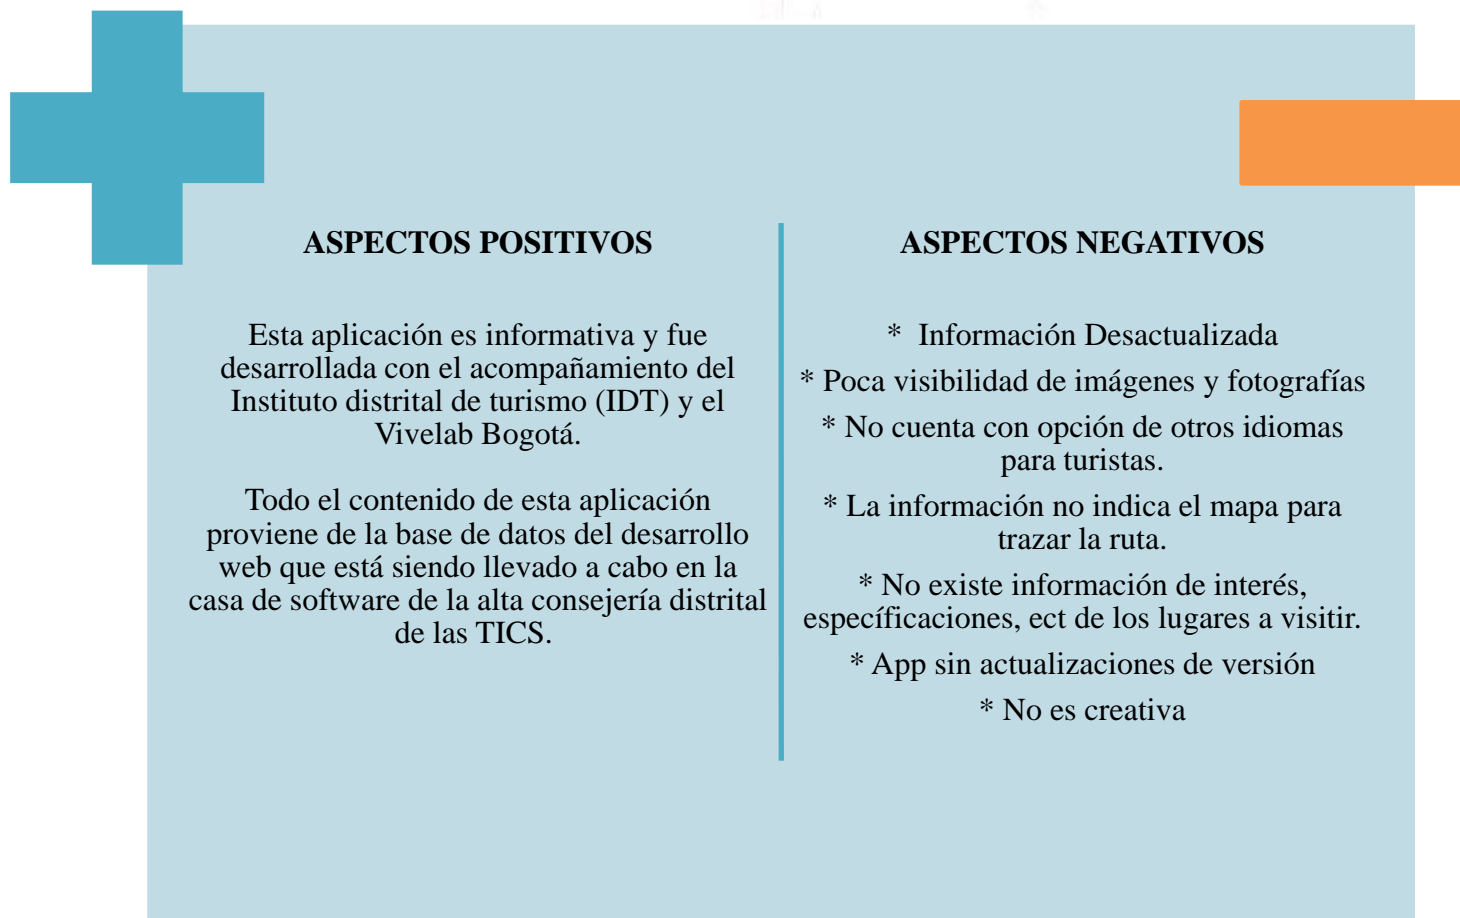 ASPECTOS POSITIVOS
Esta aplicación es informativa y fue
desarrollada con el acompañamiento del
Instituto distrital de turismo (IDT) y el
Vivelab Bogotá.
Todo el contenido de esta aplicación
proviene de la base de datos del desarrollo
web que está siendo llevado a cabo en la
casa de software de la alta consejería distrital
de las TICS.
ASPECTOS NEGATIVOS
* Información Desactualizada
* Poca visibilidad de imágenes y fotografías
* No cuenta con opción de otros idiomas
para turistas.
* La información no indica el mapa para
trazar la ruta.
* No existe información de interés,
específicaciones, ect de los lugares a visitir.
* App sin actualizaciones de versión
* No es creativa